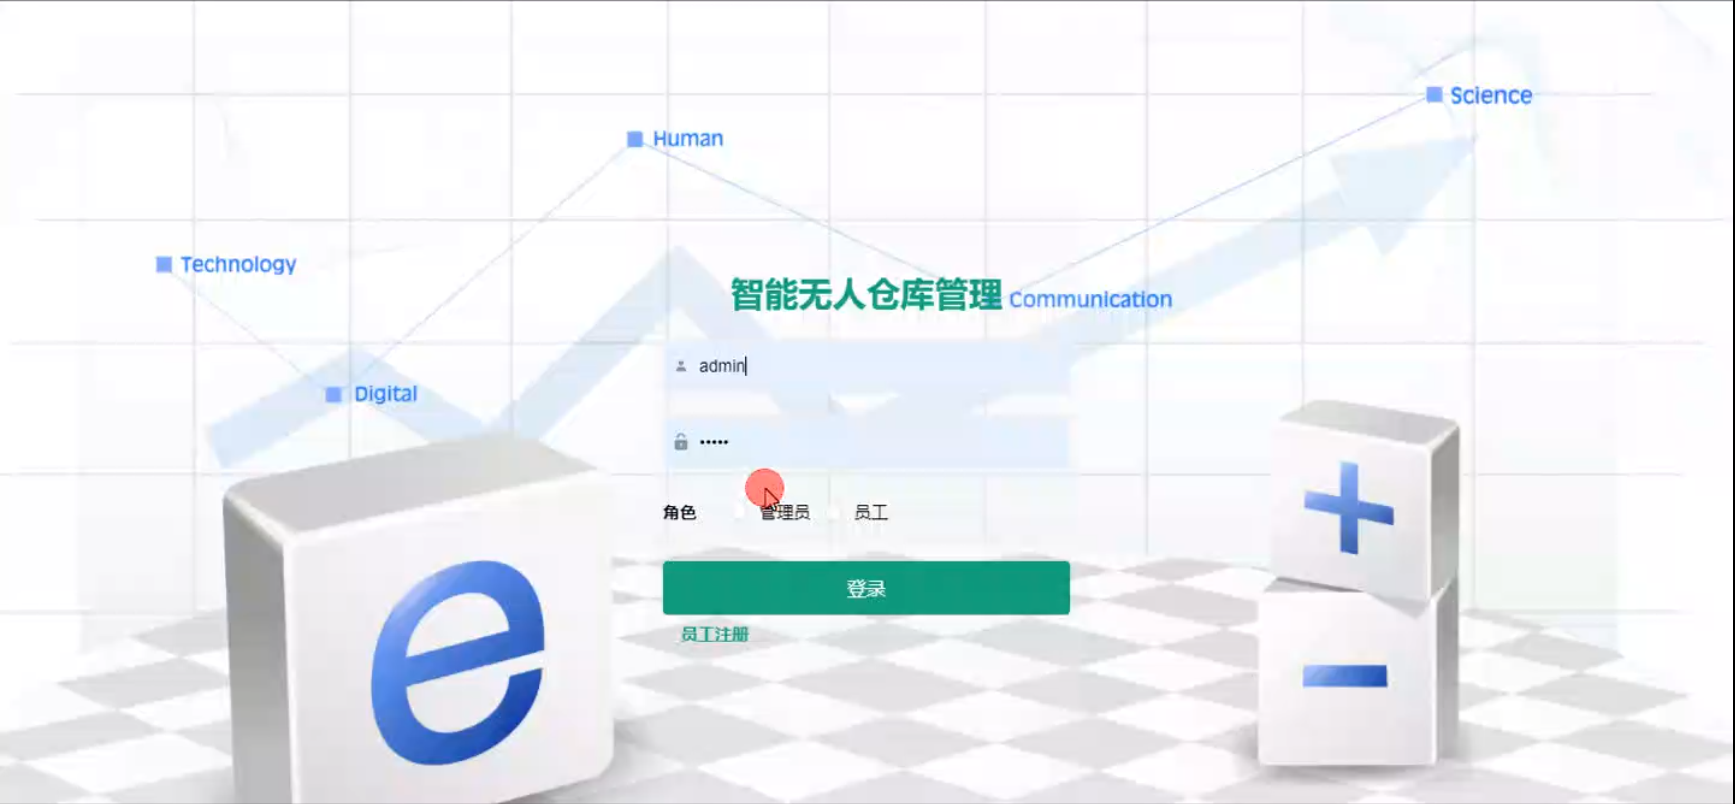 Science
Human
Technology
智能无人仓库管理
Communication
admin
Digital
•••••
角色 管理员 员工
登录
员工注册
e
+
−